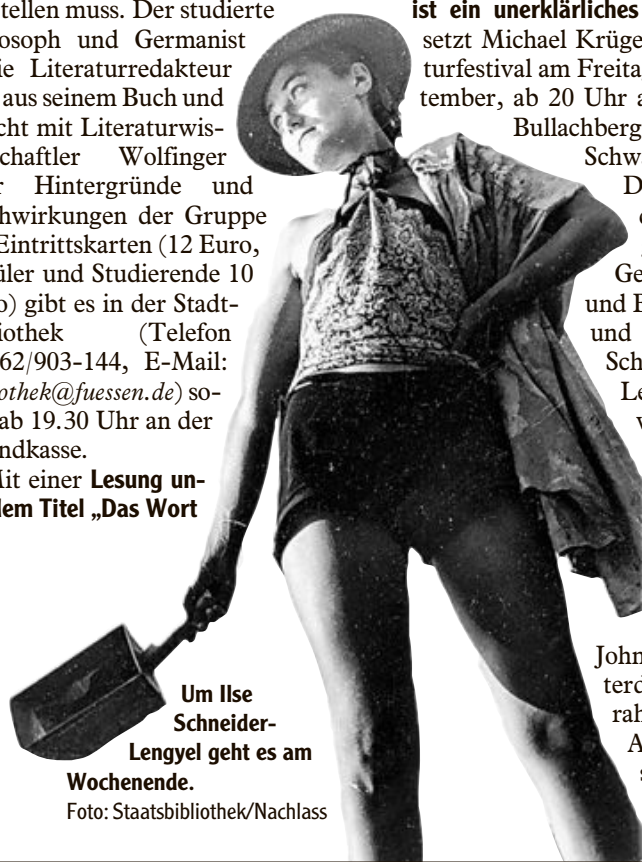 tellen muss. Der studierte
osoph und Germanist
ie Literaturredakteur
aus seinem Buch und
cht mit Literaturwis-
chaftler Wolfinger
r Hintergründe und
hwirkungen der Gruppe
Eintrittskarten (12 Euro,
üler und Studierende 10
o) gibt es in der Stadt-
iothek (Telefon
62/903-144, E-Mail:
othek@fuessen.de) so-
ab 19.30 Uhr an der
ndkasse.
Mit einer Lesung un-
dem Titel „Das Wort
ist ein unerklärliches
setzt Michael Krüge
turfestival am Freita
tember, ab 20 Uhr a
Bullachberg
Schw
D
Ge
und E
und
Sch
Le
John
terd
rah
A
Um Ilse
Schneider-
Lengyel geht es am
Wochenende.
Foto: Staatsbibliothek/Nachlass